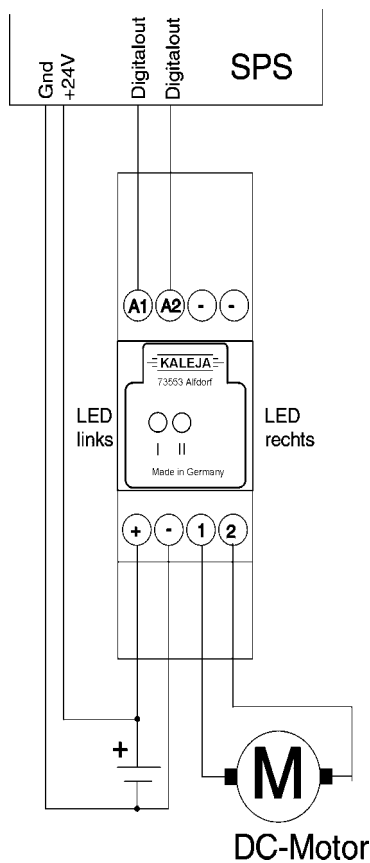 SPS
Gnd
+24V
Digitalout
Digitalout
A1 A2 - -
KALEJA
73553 Alfdorf
LED links
LED rechts
I II
Made in Germany
+ - 1 2
+
M
DC-Motor